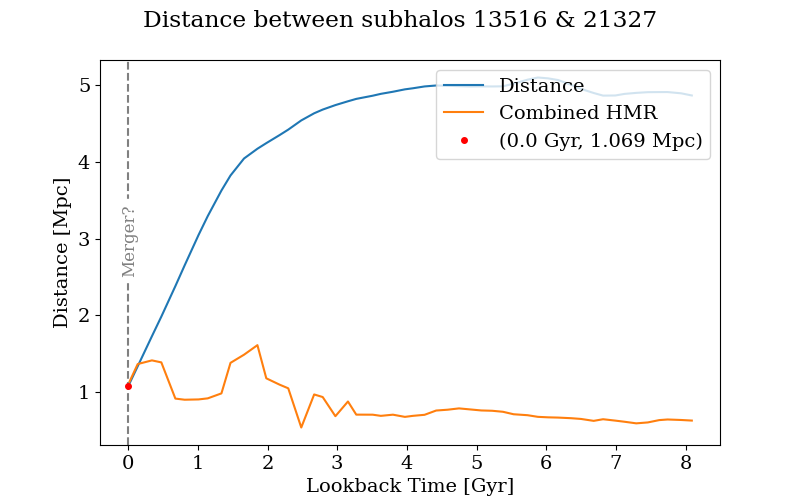 Distance between subhalos 13516 & 21327
Distance [Mpc]
5
4
3
2
1
Merger?
Distance
Combined HMR
(0.0 Gyr, 1.069 Mpc)
0 1 2 3 4 5 6 7 8
Lookback Time [Gyr]